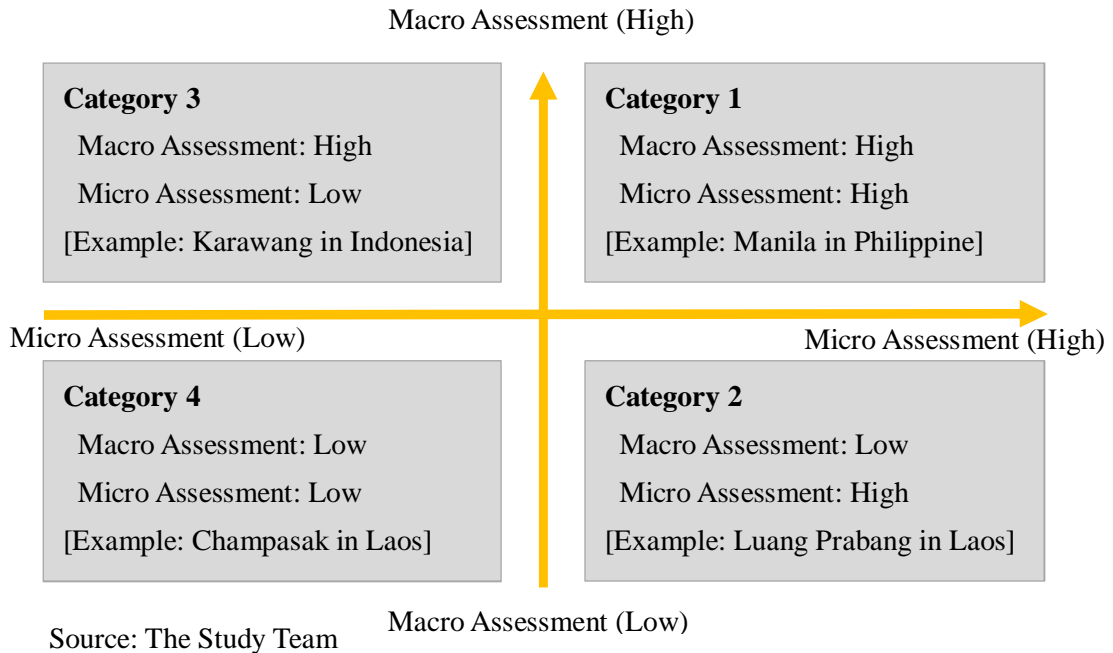 Macro Assessment (High)
Category 3
Macro Assessment: High
Micro Assessment: Low
[Example: Karawang in Indonesia]
Category 1
Macro Assessment: High
Micro Assessment: High
[Example: Manila in Philippine]
Micro Assessment (Low)
Micro Assessment (High)
Category 4
Macro Assessment: Low
Micro Assessment: Low
[Example: Champasak in Laos]
Category 2
Macro Assessment: Low
Micro Assessment: High
[Example: Luang Prabang in Laos]
Macro Assessment (Low)
Source: The Study Team